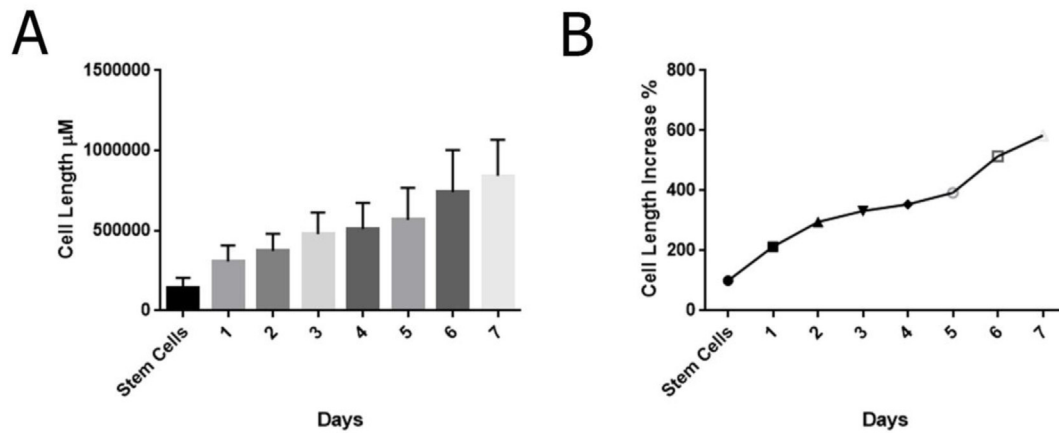 A
Cell Length μM
1500000
1000000
500000
0
Stem Cells
1
2
3
4
5
6
7
Days
B
Cell Length Increase %
800
600
400
200
0
Stem Cells
1
2
3
4
5
6
7
Days